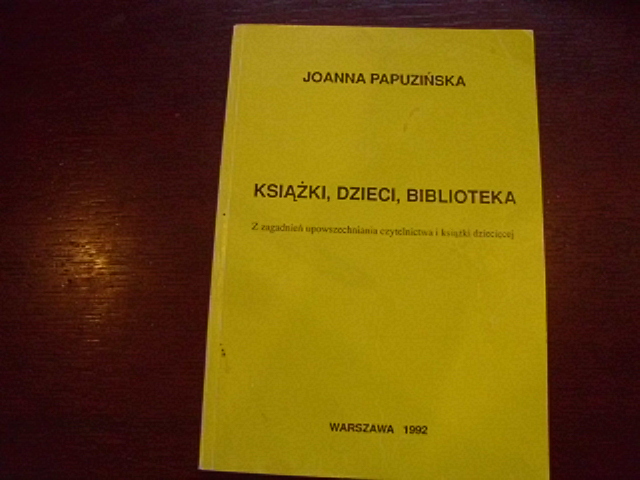 JOANNA PAPUZIŃSKA
KSIĄŻKI, DZIECI, BIBLIOTEKA
Z zagadnień upowszechniania czytelnictwa i książki dziecięcej
WARSZAWA 1992